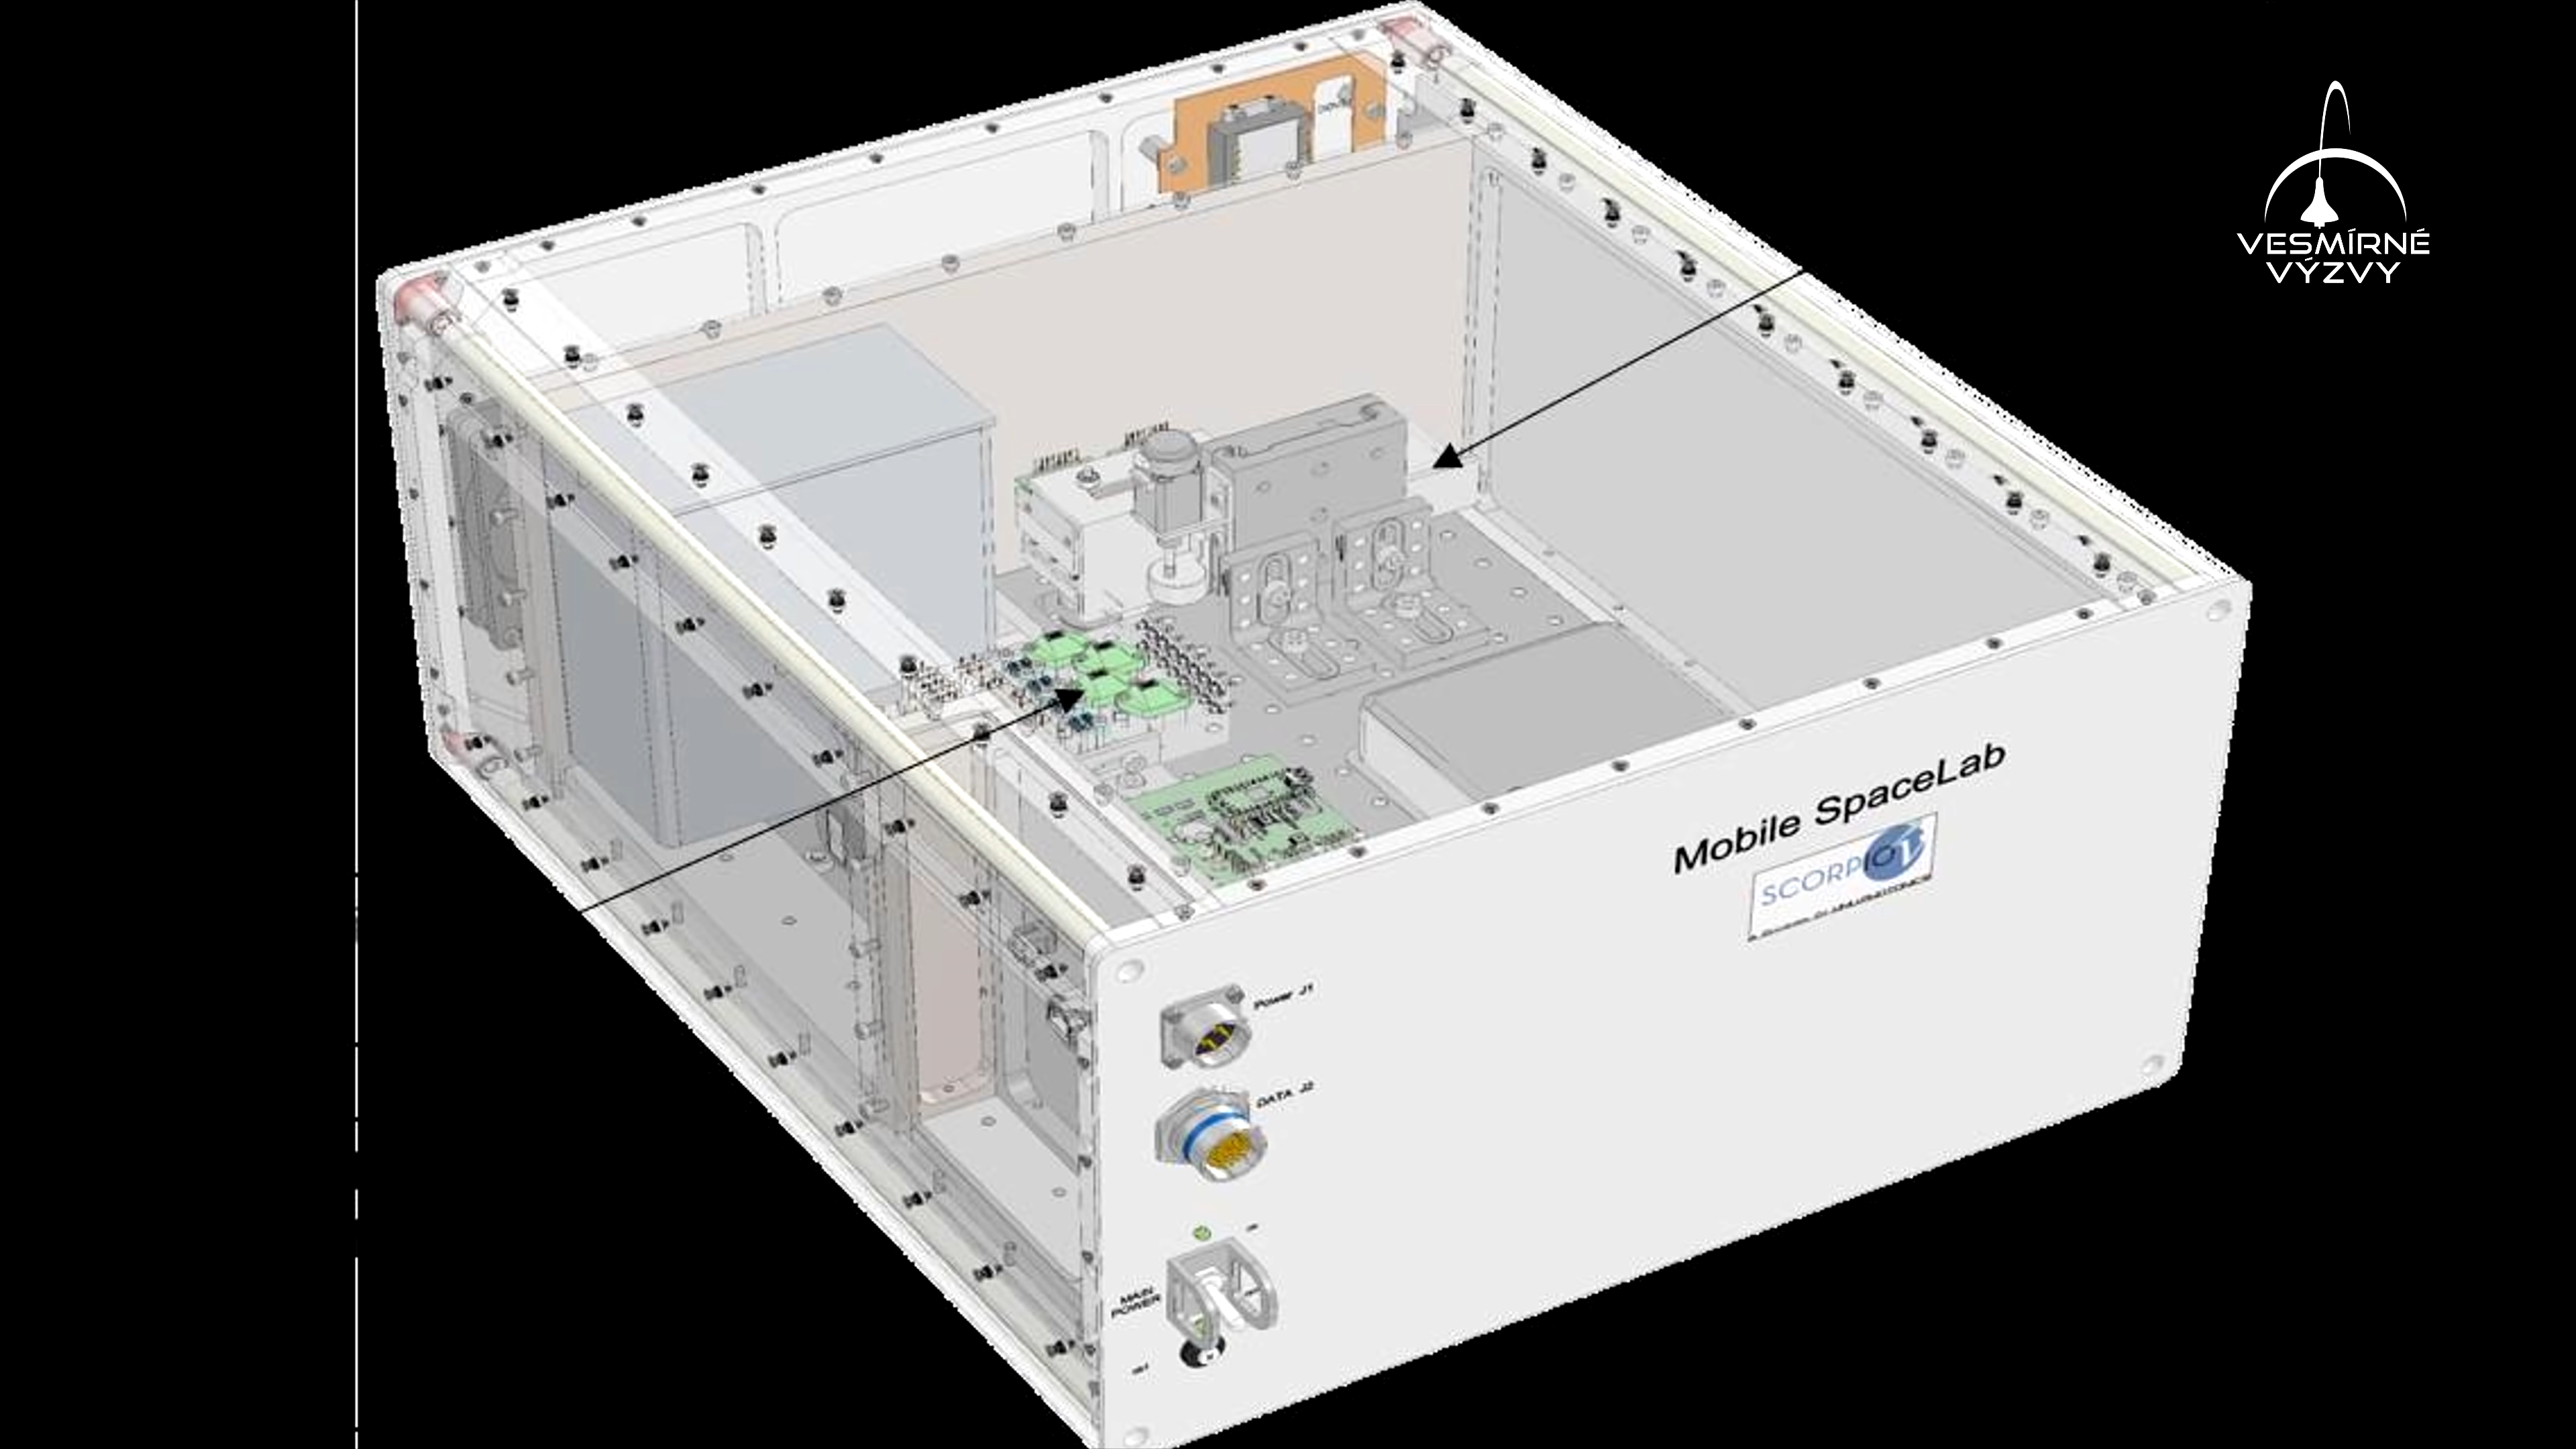 VESMÍRNÉ
VÝZVY
Mobile SpaceLab
SCORPIO
Power J1
DATA J2
MAIN
POWER